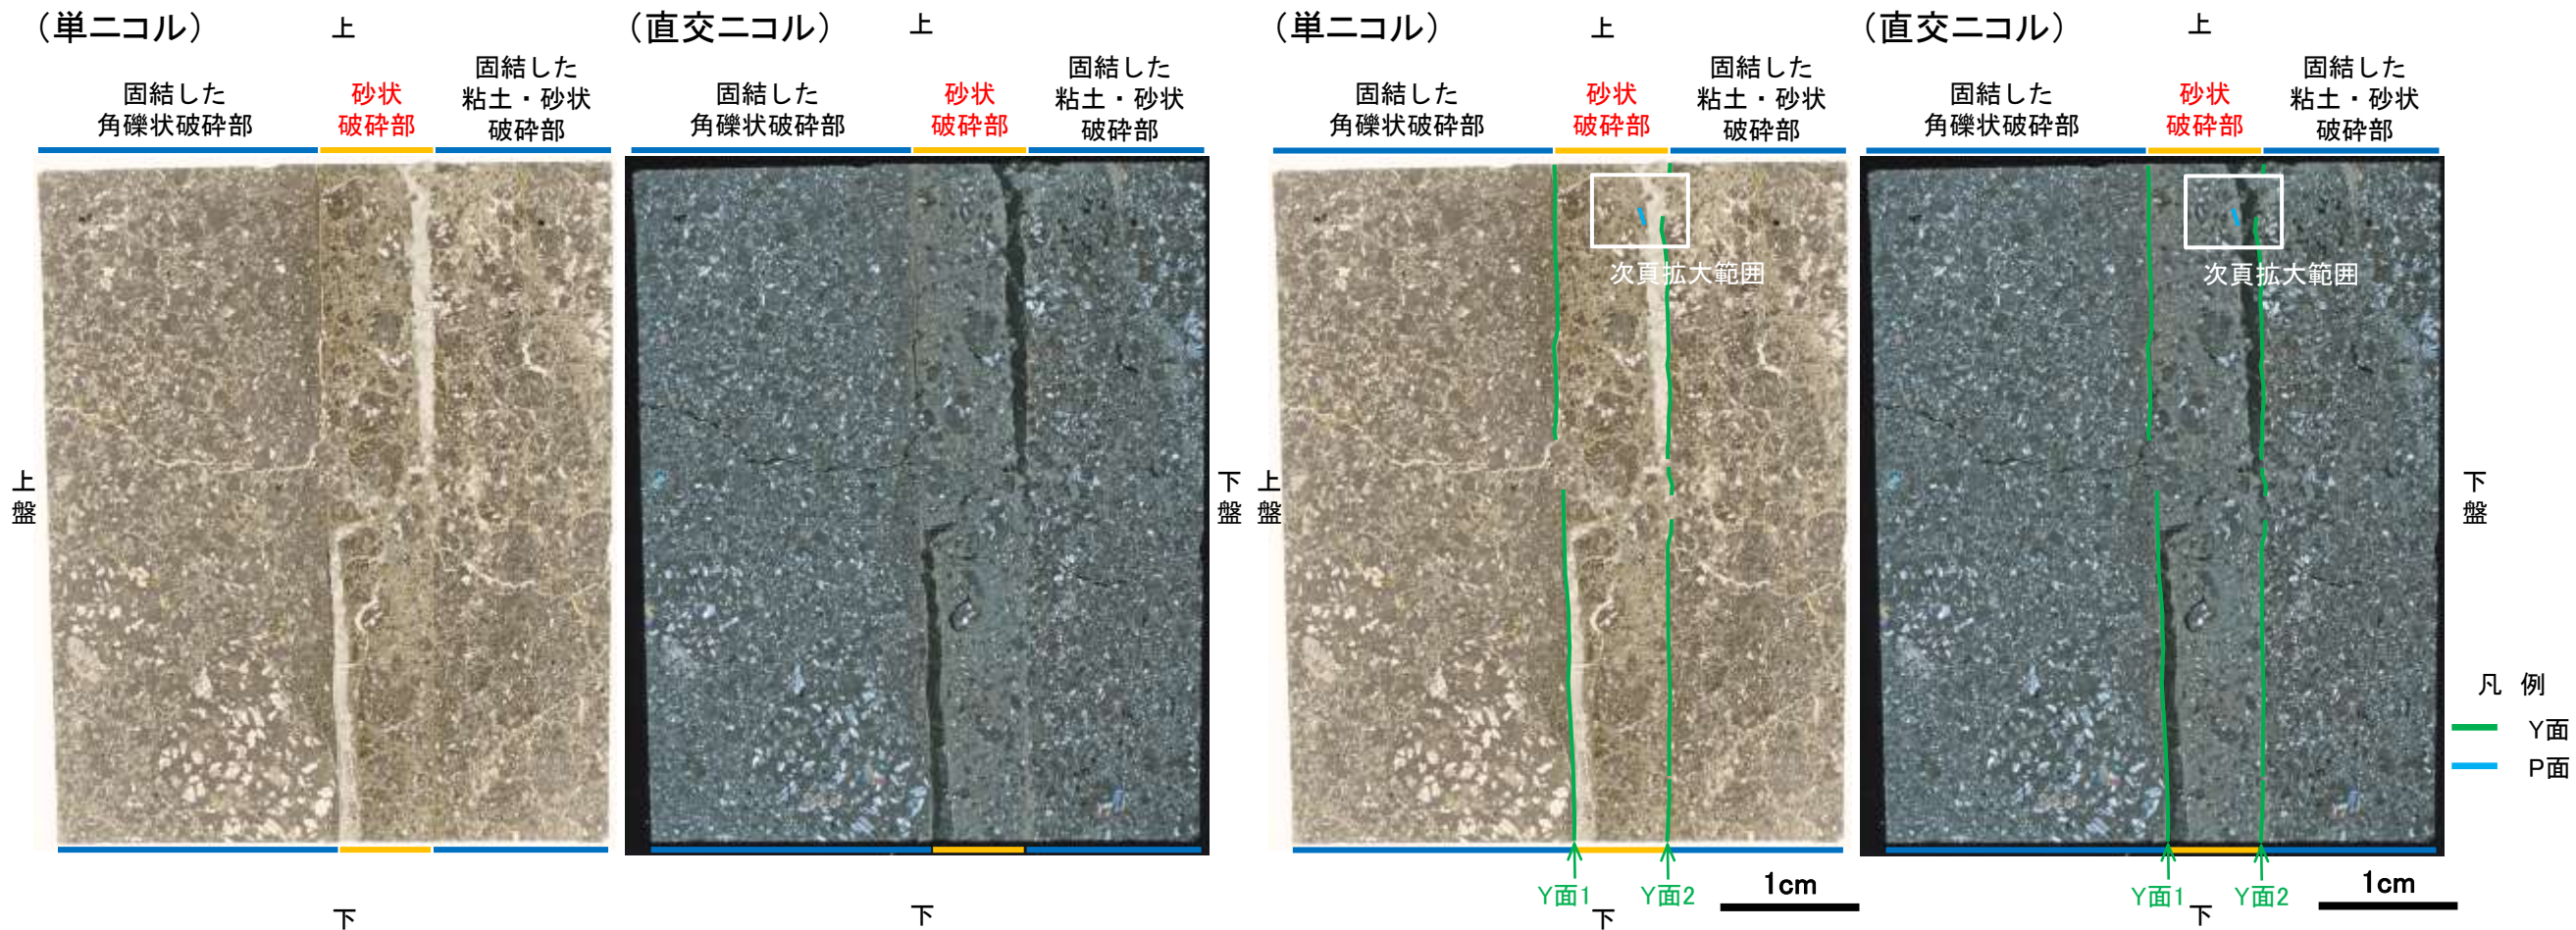 （単ニコル）
上
固結した
角礫状破砕部
砂状
破砕部
固結した
粘土・砂状
破砕部
上盤
下
（直交ニコル）
上
固結した
角礫状破砕部
砂状
破砕部
固結した
粘土・砂状
破砕部
下盤
下
（単ニコル）
上
固結した
角礫状破砕部
砂状
破砕部
固結した
粘土・砂状
破砕部
次頁拡大範囲
上盤
Y面1
Y面2
下
1cm
（直交ニコル）
上
固結した
角礫状破砕部
砂状
破砕部
固結した
粘土・砂状
破砕部
次頁拡大範囲
下盤
Y面1
Y面2
下
1cm
凡 例
Y面
P面